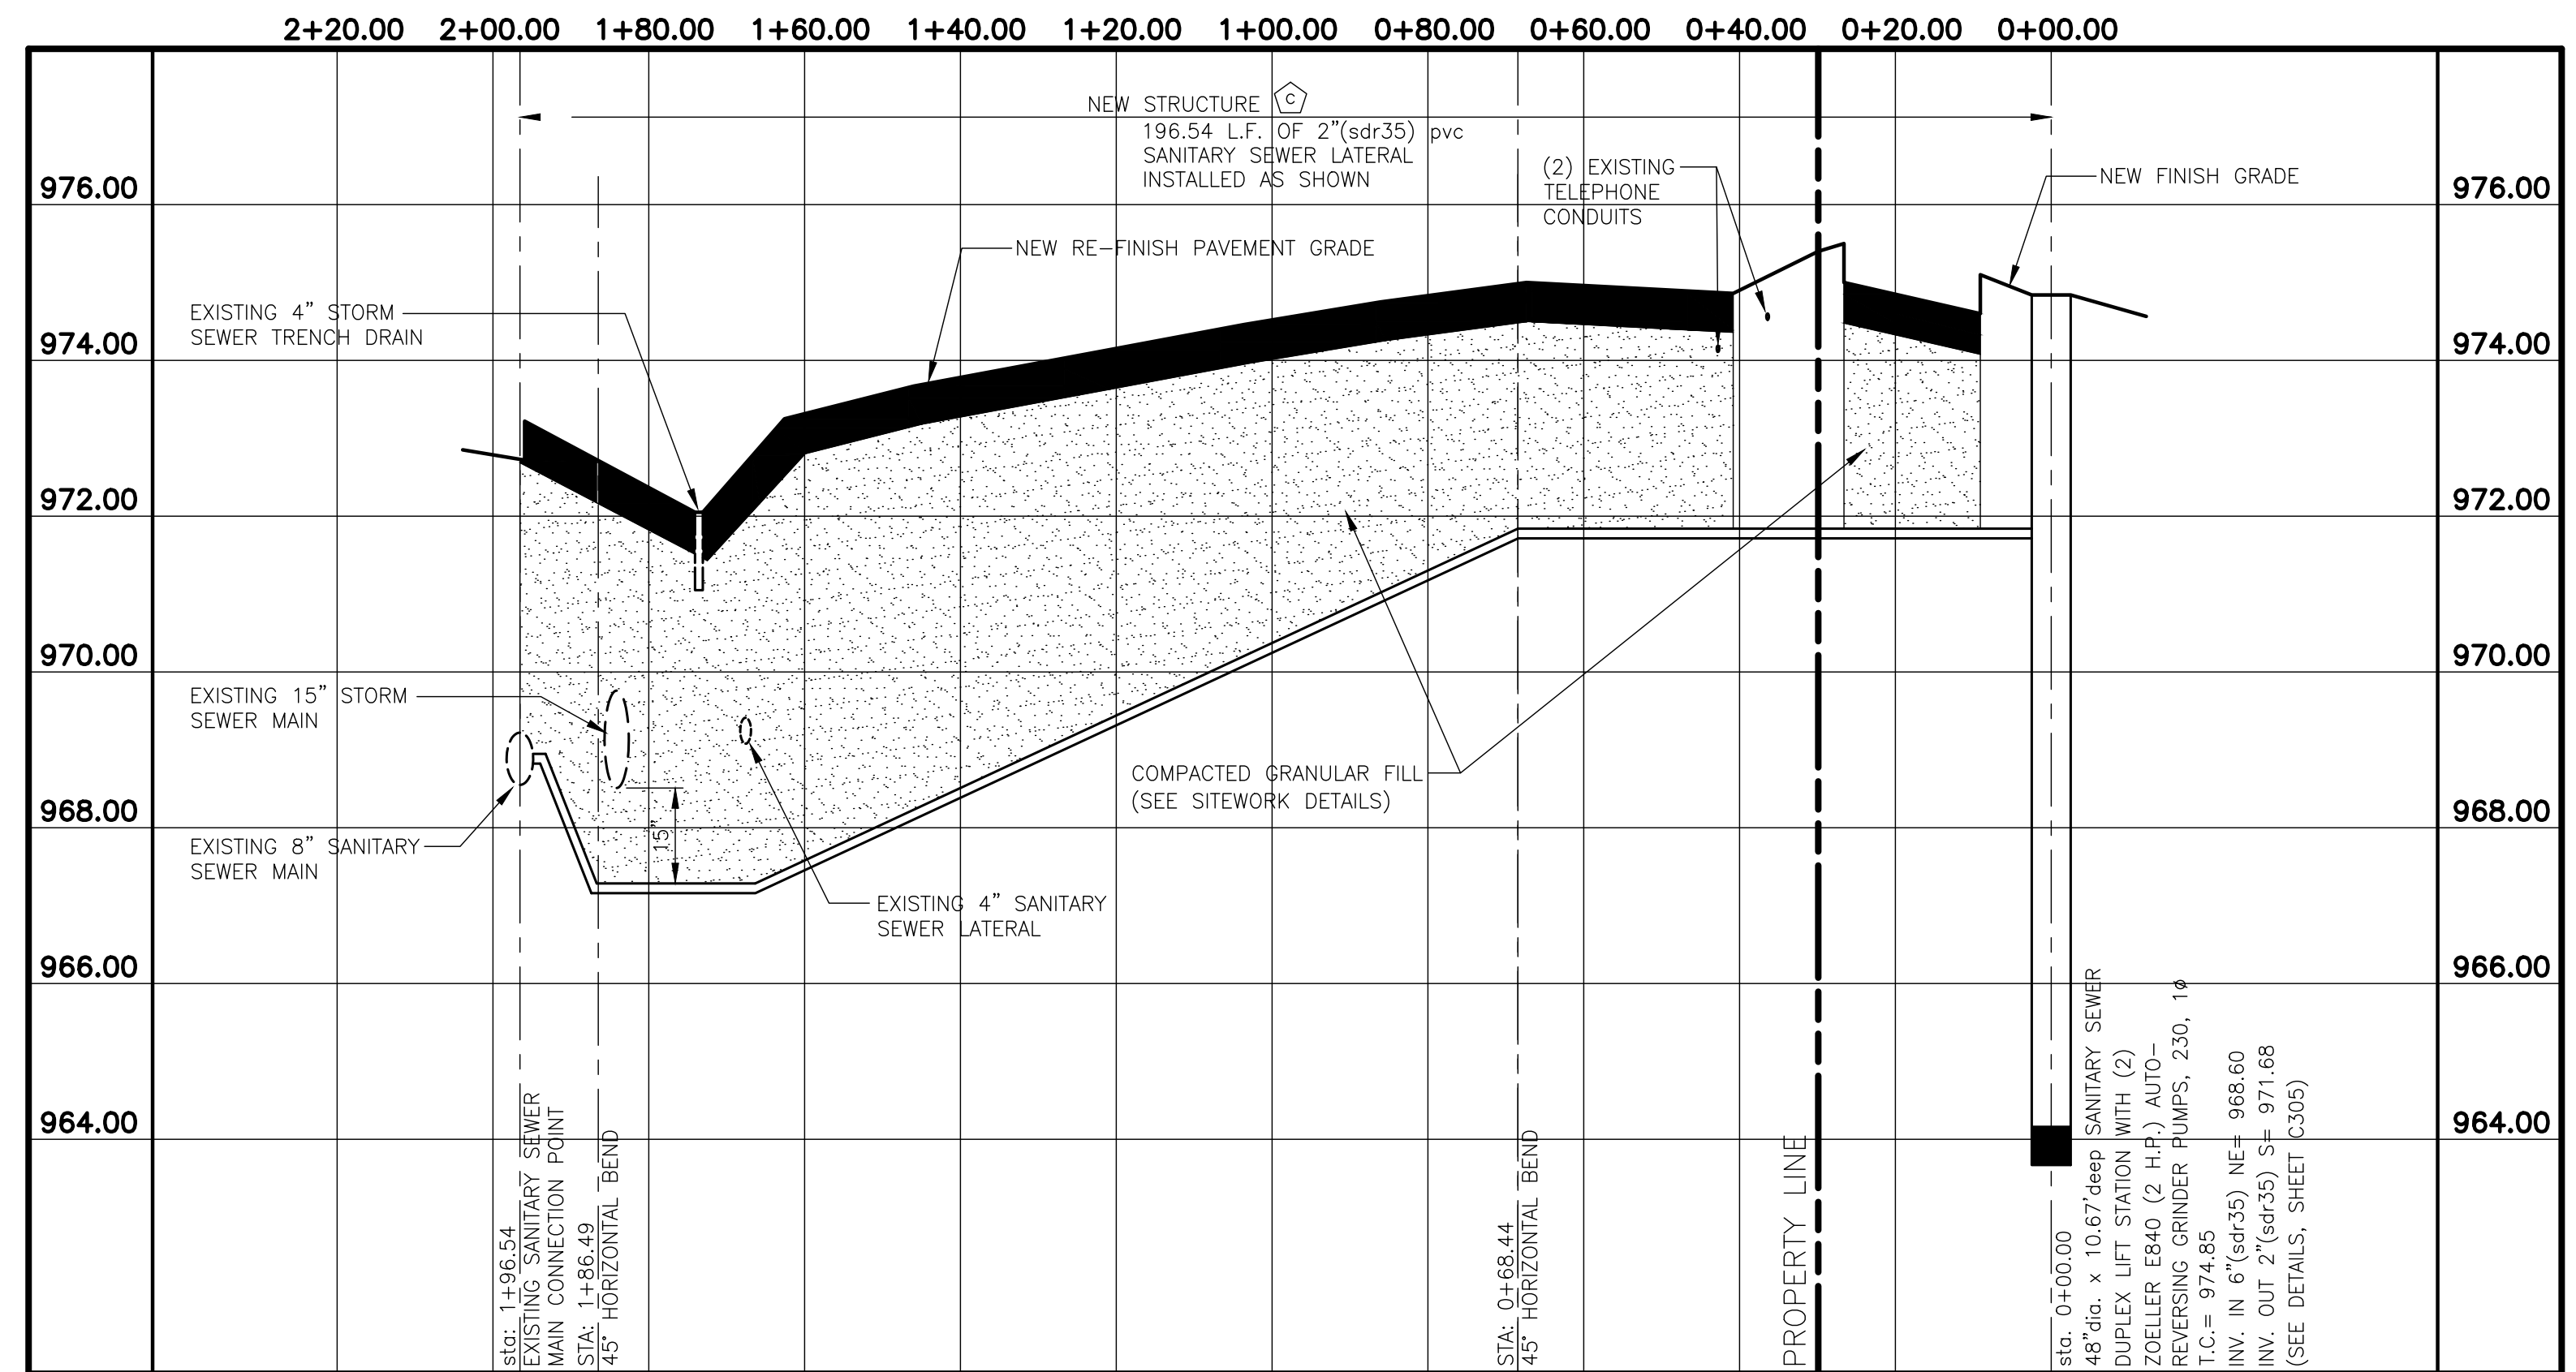 2+20.00 2+00.00 1+80.00 1+60.00 1+40.00 1+20.00 1+00.00 0+80.00 0+60.00 0+40.00 0+20.00 0+00.00
NEW STRUCTURE C
196.54 L.F. OF 2"(sdr35) pvc
SANITARY SEWER LATERAL
INSTALLED AS SHOWN
(2) EXISTING
TELEPHONE
CONDUITS
NEW FINISH GRADE
976.00 976.00
NEW RE-FINISH PAVEMENT GRADE
EXISTING 4" STORM
SEWER TRENCH DRAIN
974.00 974.00
972.00 972.00
970.00 970.00
EXISTING 15" STORM
SEWER MAIN
COMPACTED GRANULAR FILL
(SEE SITEWORK DETAILS)
968.00 968.00
15"
EXISTING 8" SANITARY
SEWER MAIN
EXISTING 4" SANITARY
SEWER LATERAL
966.00 966.00
964.00 964.00
sta: 1+96.54
EXISTING SANITARY SEWER
MAIN CONNECTION POINT
STA: 1+86.49
45° HORIZONTAL BEND
STA: 0+68.44
45° HORIZONTAL BEND
PROPERTY LINE
sta. 0+00.00
48"dia. x 10.67'deep SANITARY SEWER
DUPLEX LIFT STATION WITH (2)
ZOELLER E840 (2 H.P.) AUTO-
REVERSING GRINDER PUMPS, 230, 1ø
T.C.= 974.85
INV. IN 6"(sdr35) NE= 968.60
INV. OUT 2"(sdr35) S= 971.68
(SEE DETAILS, SHEET C305)